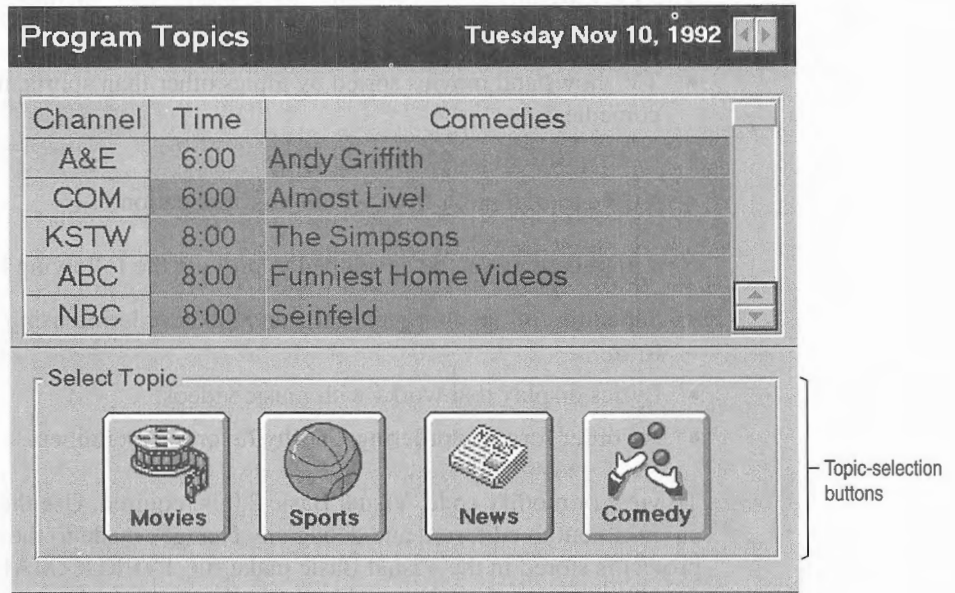 Program Topics Tuesday Nov 10, 1992
Channel Time Comedies
A&E 6:00 Andy Griffith
COM 6:00 Almost Live!
KSTW 8:00 The Simpsons
ABC 8:00 Funniest Home Videos
NBC 8:00 Seinfeld
Select Topic
NEWS
Movies Sports News Comedy
Topic-selection
buttons